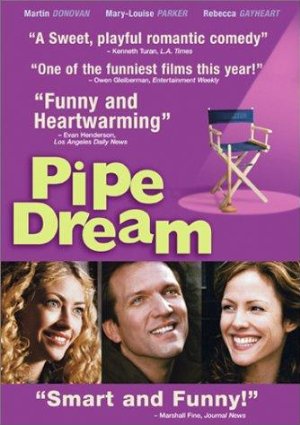 Martin DONOVAN Mary-Louise PARKER Rebecca GAYHEART
“A Sweet, playful romantic comedy”
– Kenneth Turan, L.A. Times
“One of the funniest films this year!”
– Owen Gleiberman, Entertainment Weekly
“Funny and
Heartwarming”
– Evan Henderson,
Los Angeles Daily News
Pipe
Dream
“Smart and Funny!”
– Marshall Fine, Journal News